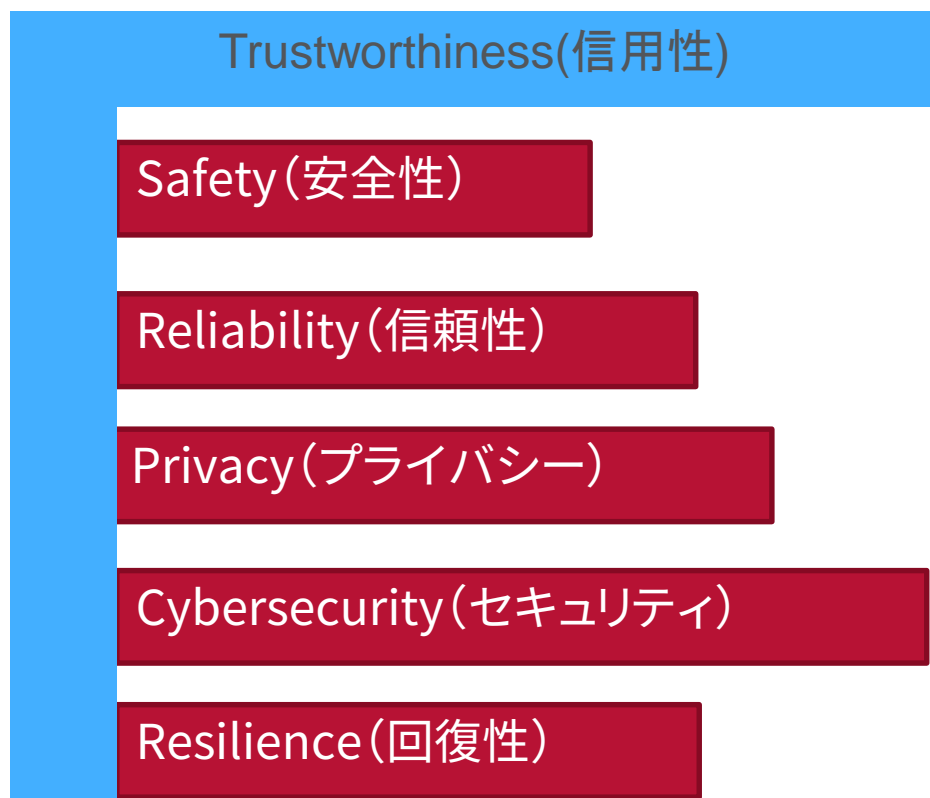 Trustworthiness(信用性)
Safety（安全性）
Reliability（信頼性）
Privacy（プライバシー）
Cybersecurity（セキュリティ）
Resilience（回復性）